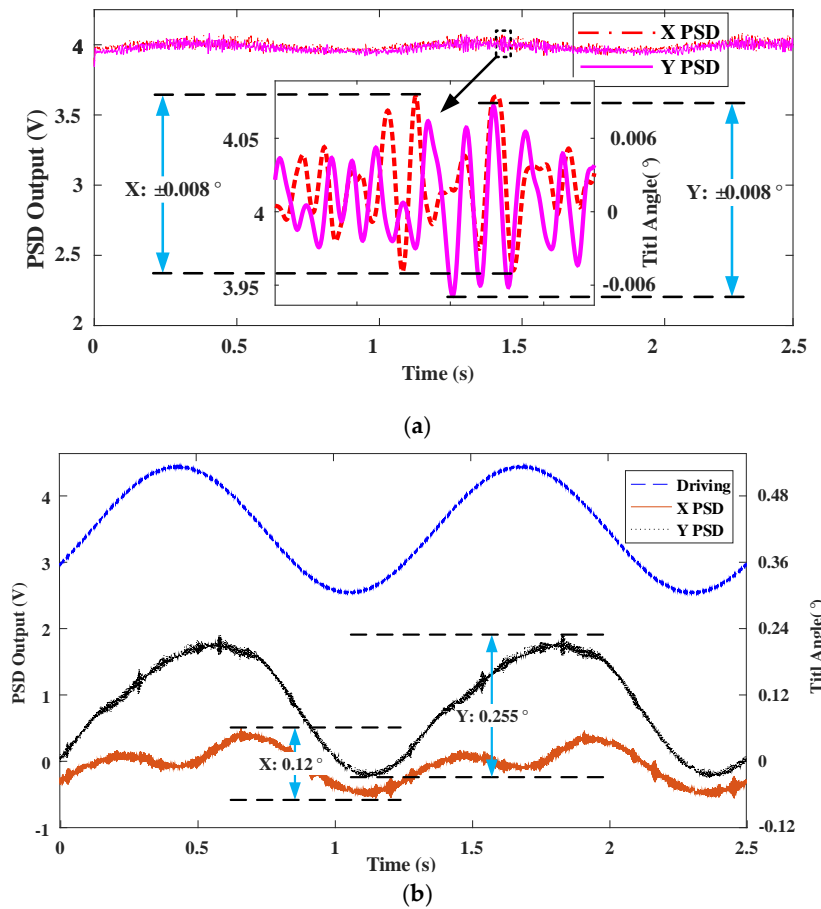 X PSD
Y PSD
PSD Output (V)
4
3.5
3
2.5
2
X: ±0.008 °
4.05
4
3.95
0.006
0
-0.006
Titl Angle( °)
Y: ±0.008 °
0
0.5
1
1.5
2
2.5
Time (s)
(a)
Driving
X PSD
Y PSD
PSD Output (V)
4
3
2
1
0
-1
0.48
0.36
0.24
0.12
0
-0.12
Titl Angle( °)
Y: 0.255 °
X: 0.12 °
0
0.5
1
1.5
2
2.5
Time (s)
(b)